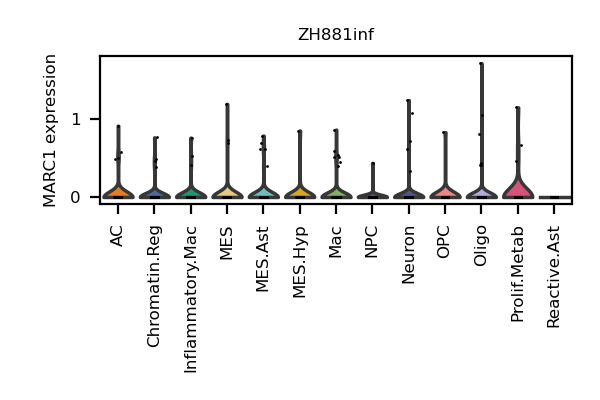 ZH881inf
MARC1 expression
1
0
AC
Chromatin.Reg
Inflammatory.Mac
MES
MES.Ast
MES.Hyp
Mac
NPC
Neuron
OPC
Oligo
Prolif.Metab
Reactive.Ast